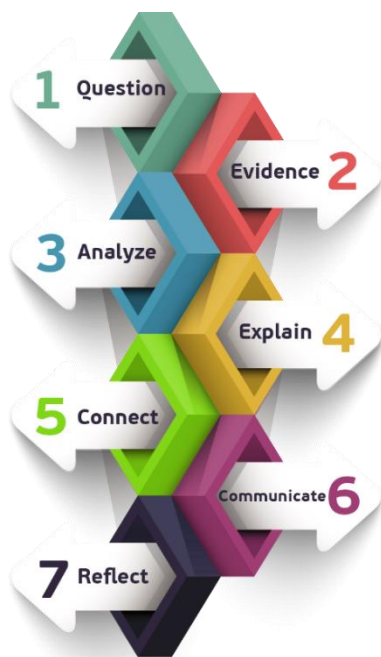 1 Question
Evidence 2
3 Analyze
Explain 4
5 Connect
Communicate 6
7 Reflect